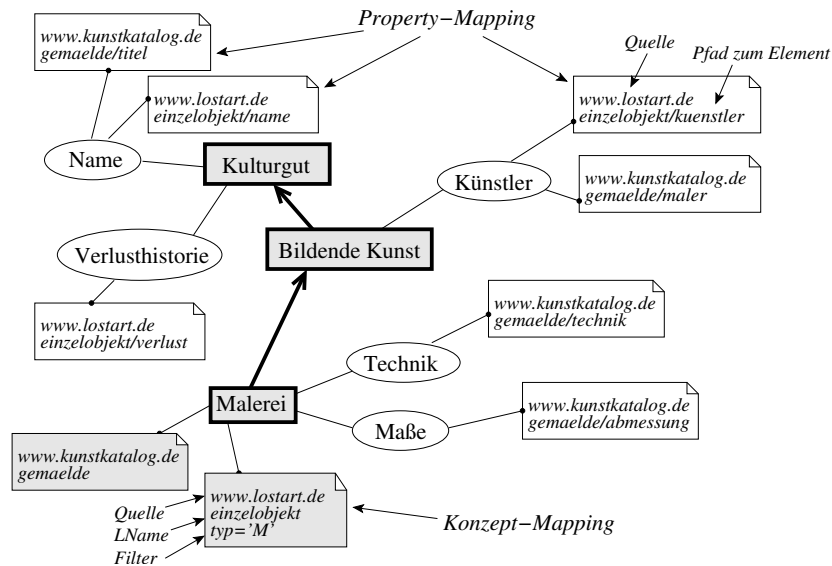 www.kunstkatalog.de
gemaelde/titel
Property-Mapping
Quelle
Pfad zum Element
www.lostart.de
einzelobjekt/name
www.lostart.de
einzelobjekt/kuenstler
Name
Kulturgut
Künstler
www.kunstkatalog.de
gemaelde/maler
Verlusthistorie
Bildende Kunst
www.lostart.de
einzelobjekt/verlust
www.kunstkatalog.de
gemaelde/technik
Technik
Malerei
www.kunstkatalog.de
gemaelde/abmessung
Maße
www.kunstkatalog.de
gemaelde
www.lostart.de
einzelobjekt
typ='M'
Quelle
LName
Filter
Konzept-Mapping